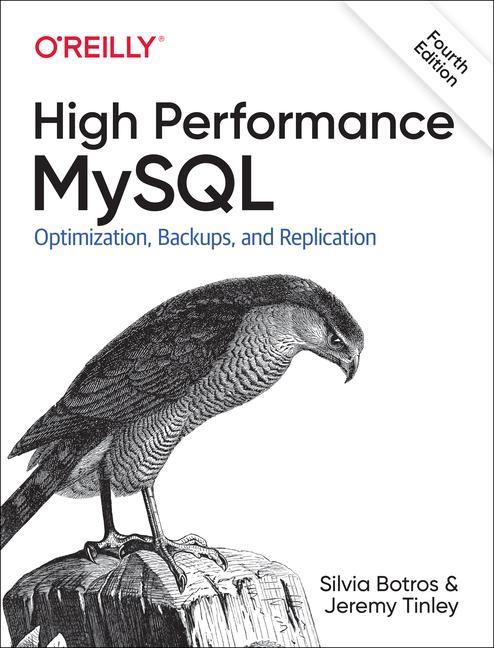 O'REILLY®
Fourth
Edition
High Performance
MySQL
Optimization, Backups, and Replication
Silvia Botros &
Jeremy Tinley